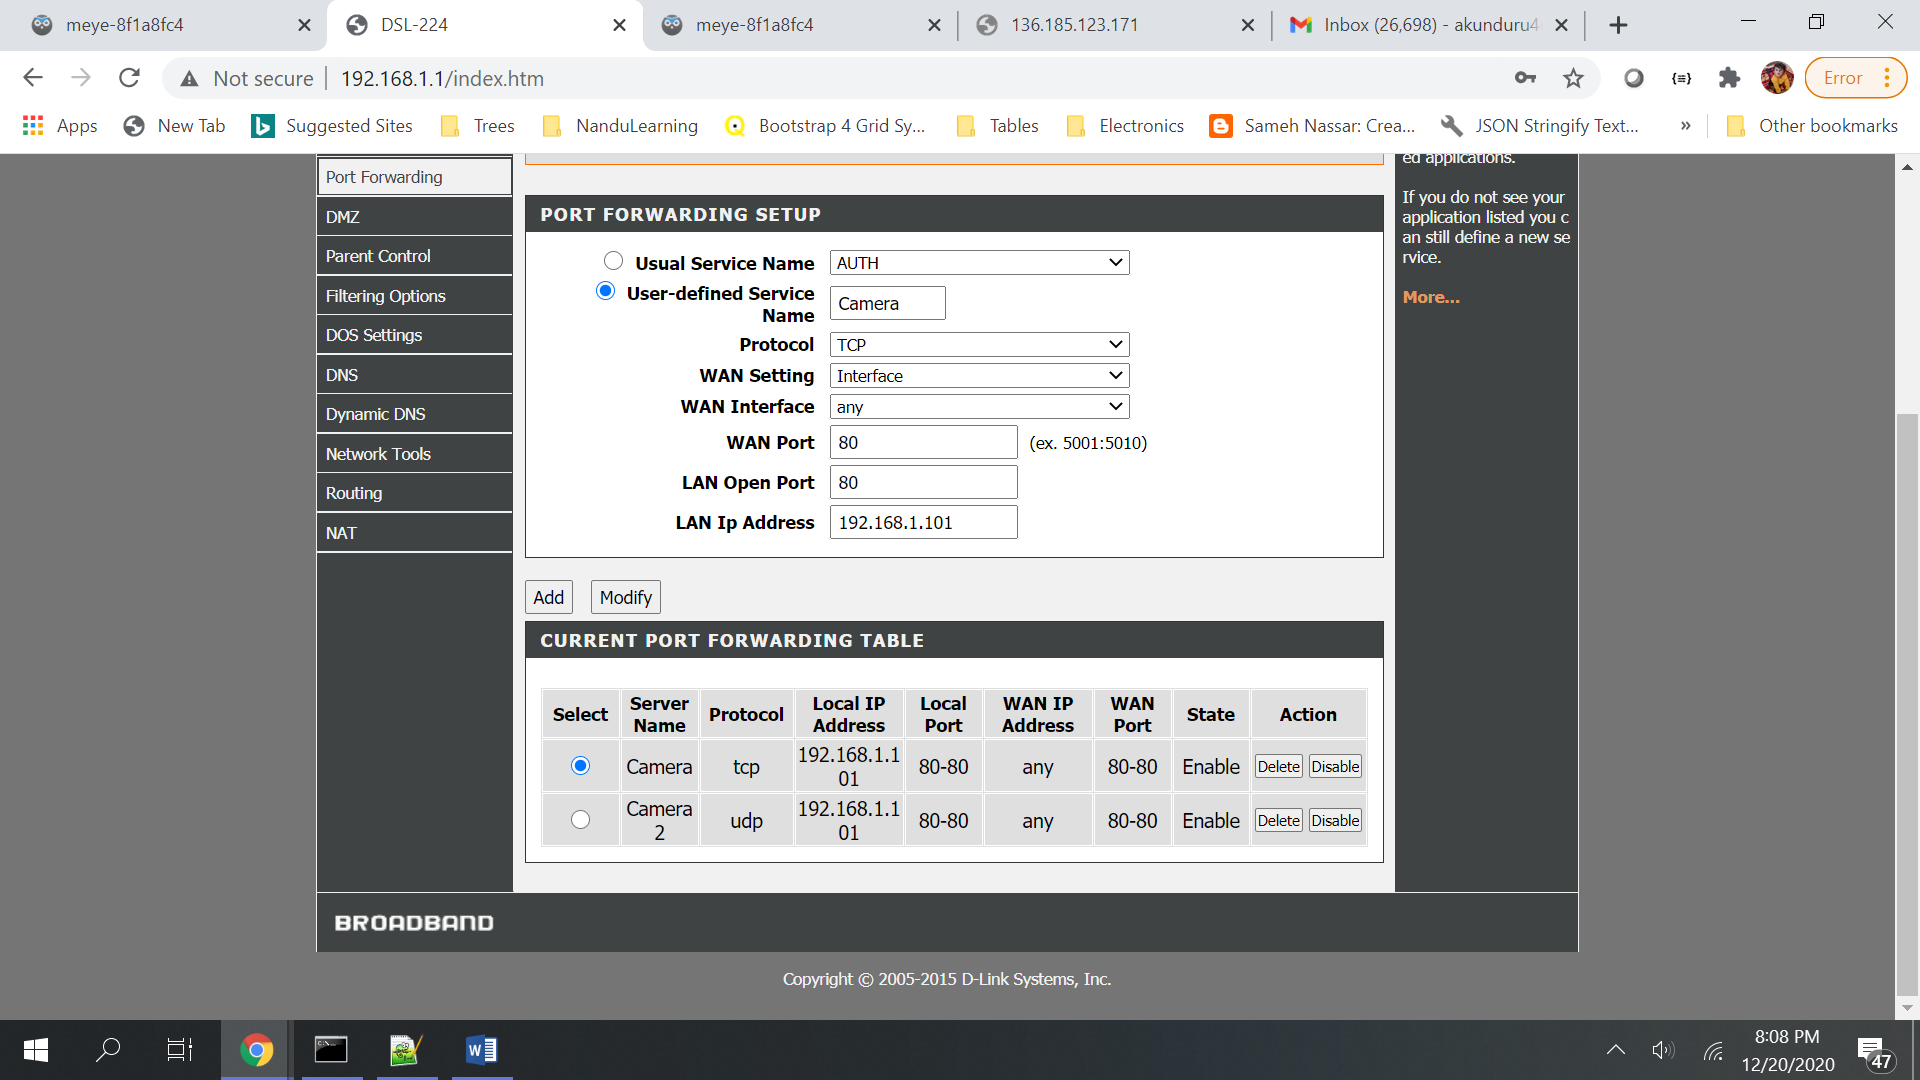 meye-8f1a8fc4
DSL-224
meye-8f1a8fc4
136.185.123.171
Inbox (26,698) - akunduru4
Not secure
192.168.1.1/index.htm
Error
Apps
New Tab
Suggested Sites
Trees
NanduLearning
Bootstrap 4 Grid Sy...
Tables
Electronics
Sameh Nassar: Crea...
JSON Stringify Text...
»
Other bookmarks
Port Forwarding
DMZ
Parent Control
Filtering Options
DOS Settings
DNS
Dynamic DNS
Network Tools
Routing
NAT
PORT FORWARDING SETUP
Usual Service Name AUTH
User-defined Service
Name Camera
Protocol TCP
WAN Setting Interface
WAN Interface any
WAN Port 80 (ex. 5001:5010)
LAN Open Port 80
LAN Ip Address 192.168.1.101
Add Modify
CURRENT PORT FORWARDING TABLE
Select Server Name Protocol Local IP Address Local Port WAN IP Address WAN Port State Action
Camera tcp 192.168.1.1 80-80 any 80-80 Enable Delete Disable
01
Camera udp 192.168.1.1 80-80 any 80-80 Enable Delete Disable
2 01
ed applications.
If you do not see your
application listed you c
an still define a new se
rvice.
More...
BROADBAND
Copyright © 2005-2015 D-Link Systems, Inc.
8:08 PM
12/20/2020
47